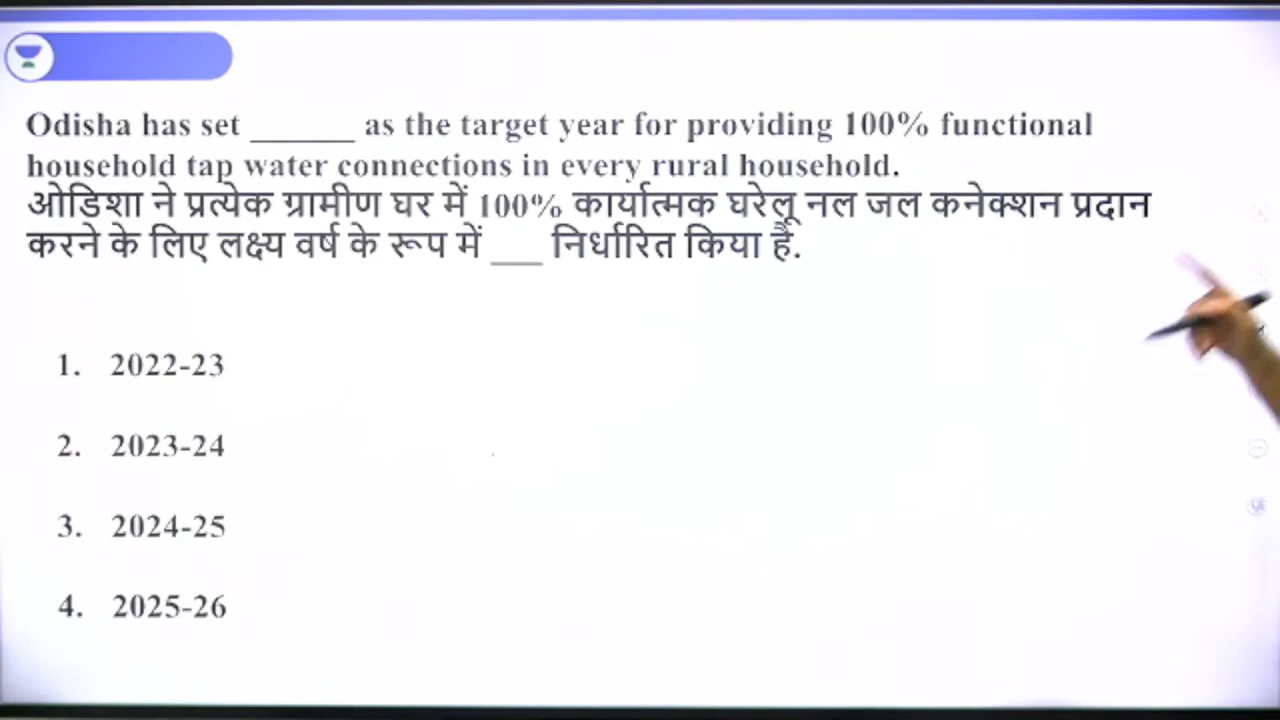 Odisha has set ______ as the target year for providing 100% functional
household tap water connections in every rural household.
ओडिशा ने प्रत्येक ग्रामीण घर में 100% कार्यात्मक घरेलू नल जल कनेक्शन प्रदान
करने के लिए लक्ष्य वर्ष के रूप में ___ निर्धारित किया है.
1. 2022-23
2. 2023-24
3. 2024-25
4. 2025-26